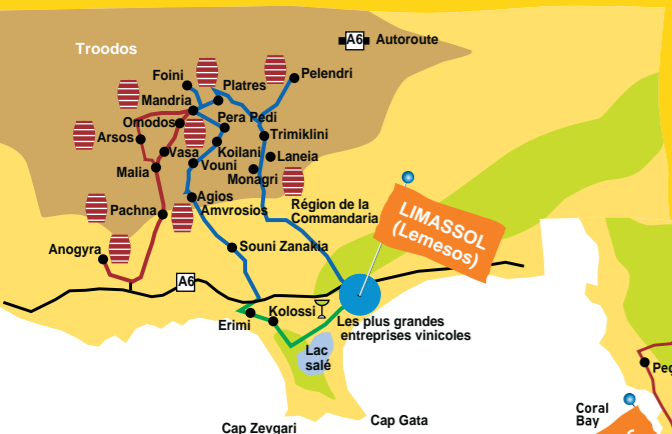 A6 Autoroute
Troodos
Foini
Platres
Pelendri
Mandria
Omodos
Pera Pedi
Arsos
Trimiklini
Vasa
Koilani
Laneia
Malia
Vouni
Monagri
Agios
Amvrosios
Pachna
Région de la
Commandaria
LIMASSOL
(Lemesos)
Anogyra
Souni Zanakia
A6
Kolossi
Erimi
Les plus grandes
entreprises vinicoles
Lac
salé
Peg
Coral
Bay
Cap Gata
Cap Zevgari